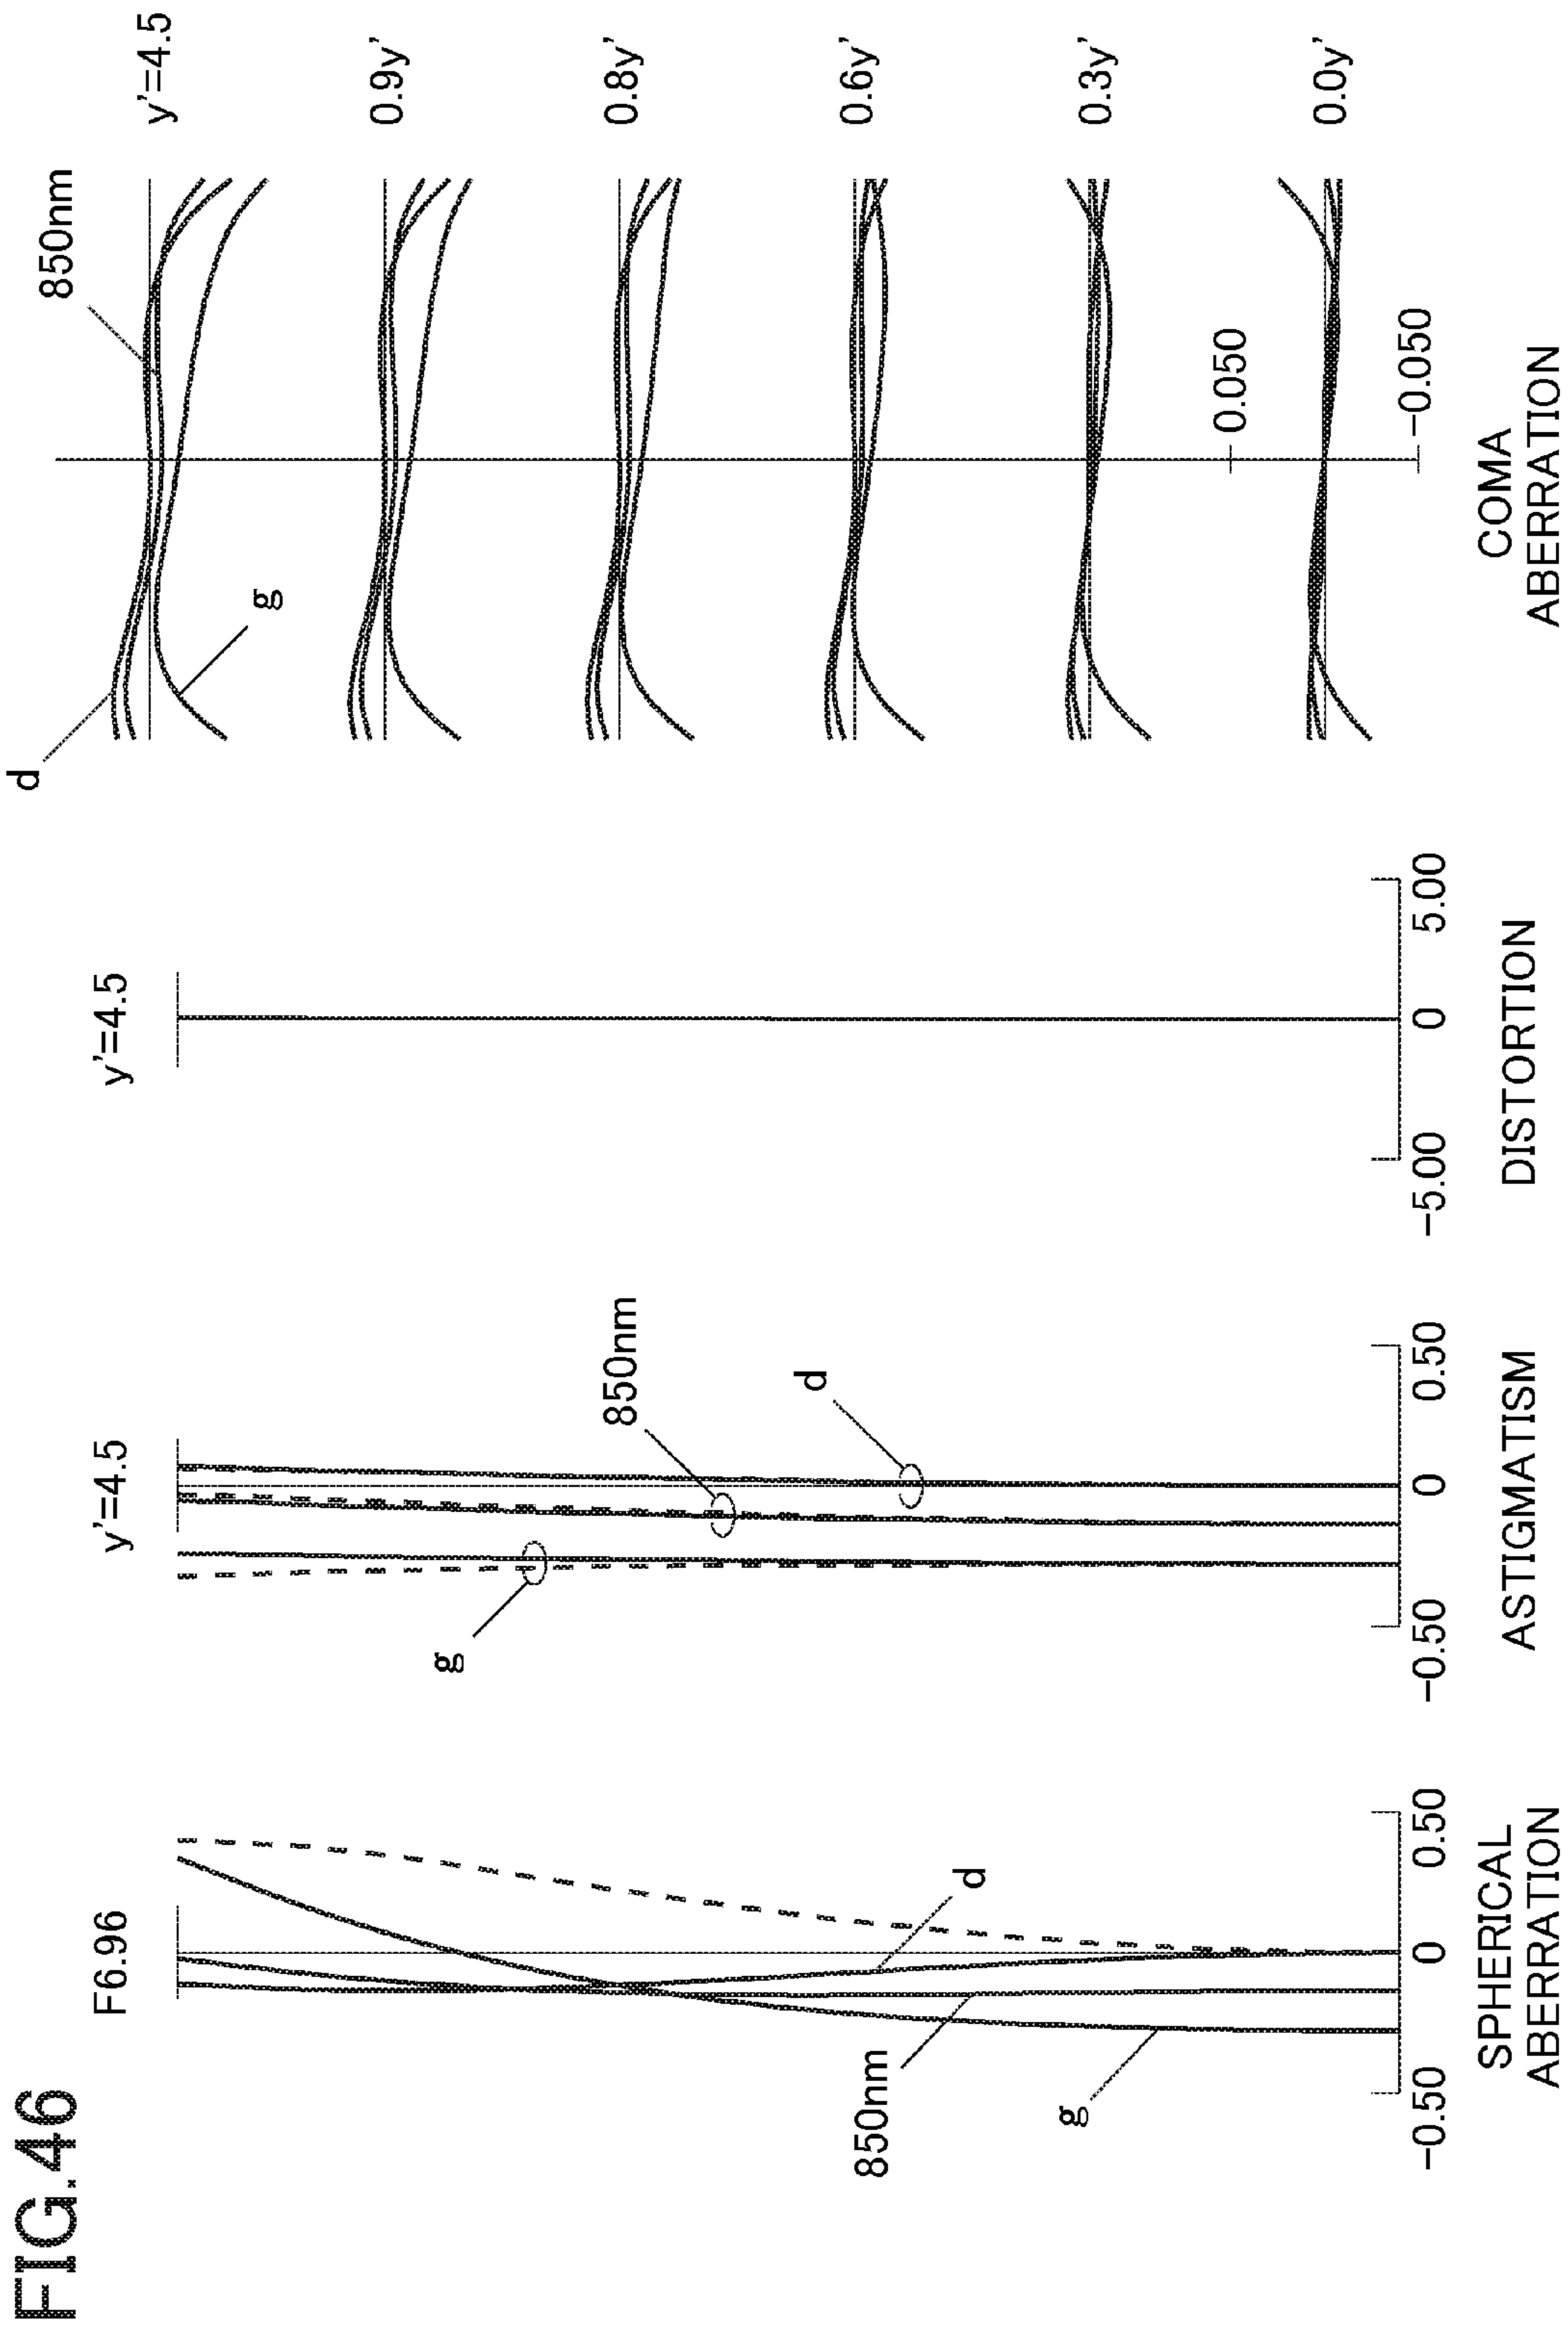 FIG.46
F6.96
d
850nm
g
-0.50
0
0.50
SPHERICAL
ABERRATION
y'=4.5
850nm
d
g
-0.50
0
0.50
ASTIGMATISM
y'=4.5
-5.00
0
5.00
DISTORTION
d
850nm
g
y'=4.5
0.9y'
0.8y'
0.6y'
0.3y'
0.0y'
0.050
-0.050
COMA
ABERRATION